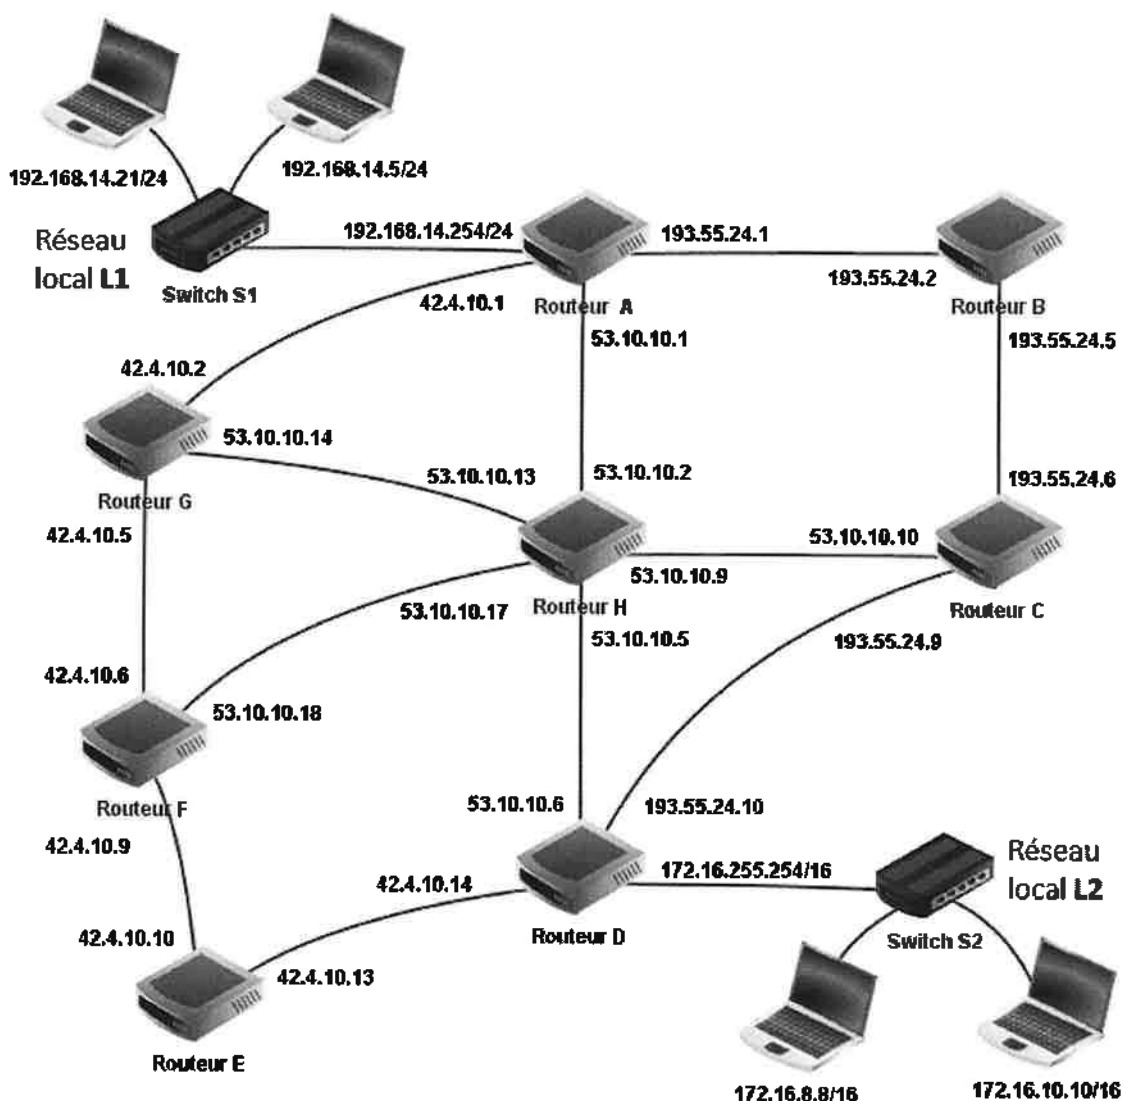 192.168.14.21/24
192.168.14.5/24
Réseau
local L1
Switch S1
192.168.14.254/24
193.55.24.1
193.55.24.2
Routeur A
Routeur B
42.4.10.1
53.10.10.1
193.55.24.5
42.4.10.2
53.10.10.14
53.10.10.13
53.10.10.2
193.55.24.6
Routeur G
42.4.10.5
53.10.10.10
53.10.10.9
53.10.10.17
Routeur H
Routeur C
53.10.10.5
193.55.24.9
42.4.10.6
53.10.10.18
Routeur F
53.10.10.6
193.55.24.10
42.4.10.9
42.4.10.14
172.16.255.254/16
Réseau
local L2
Routeur D
Switch S2
42.4.10.10
42.4.10.13
Routeur E
172.16.8.8/16
172.16.10.10/16